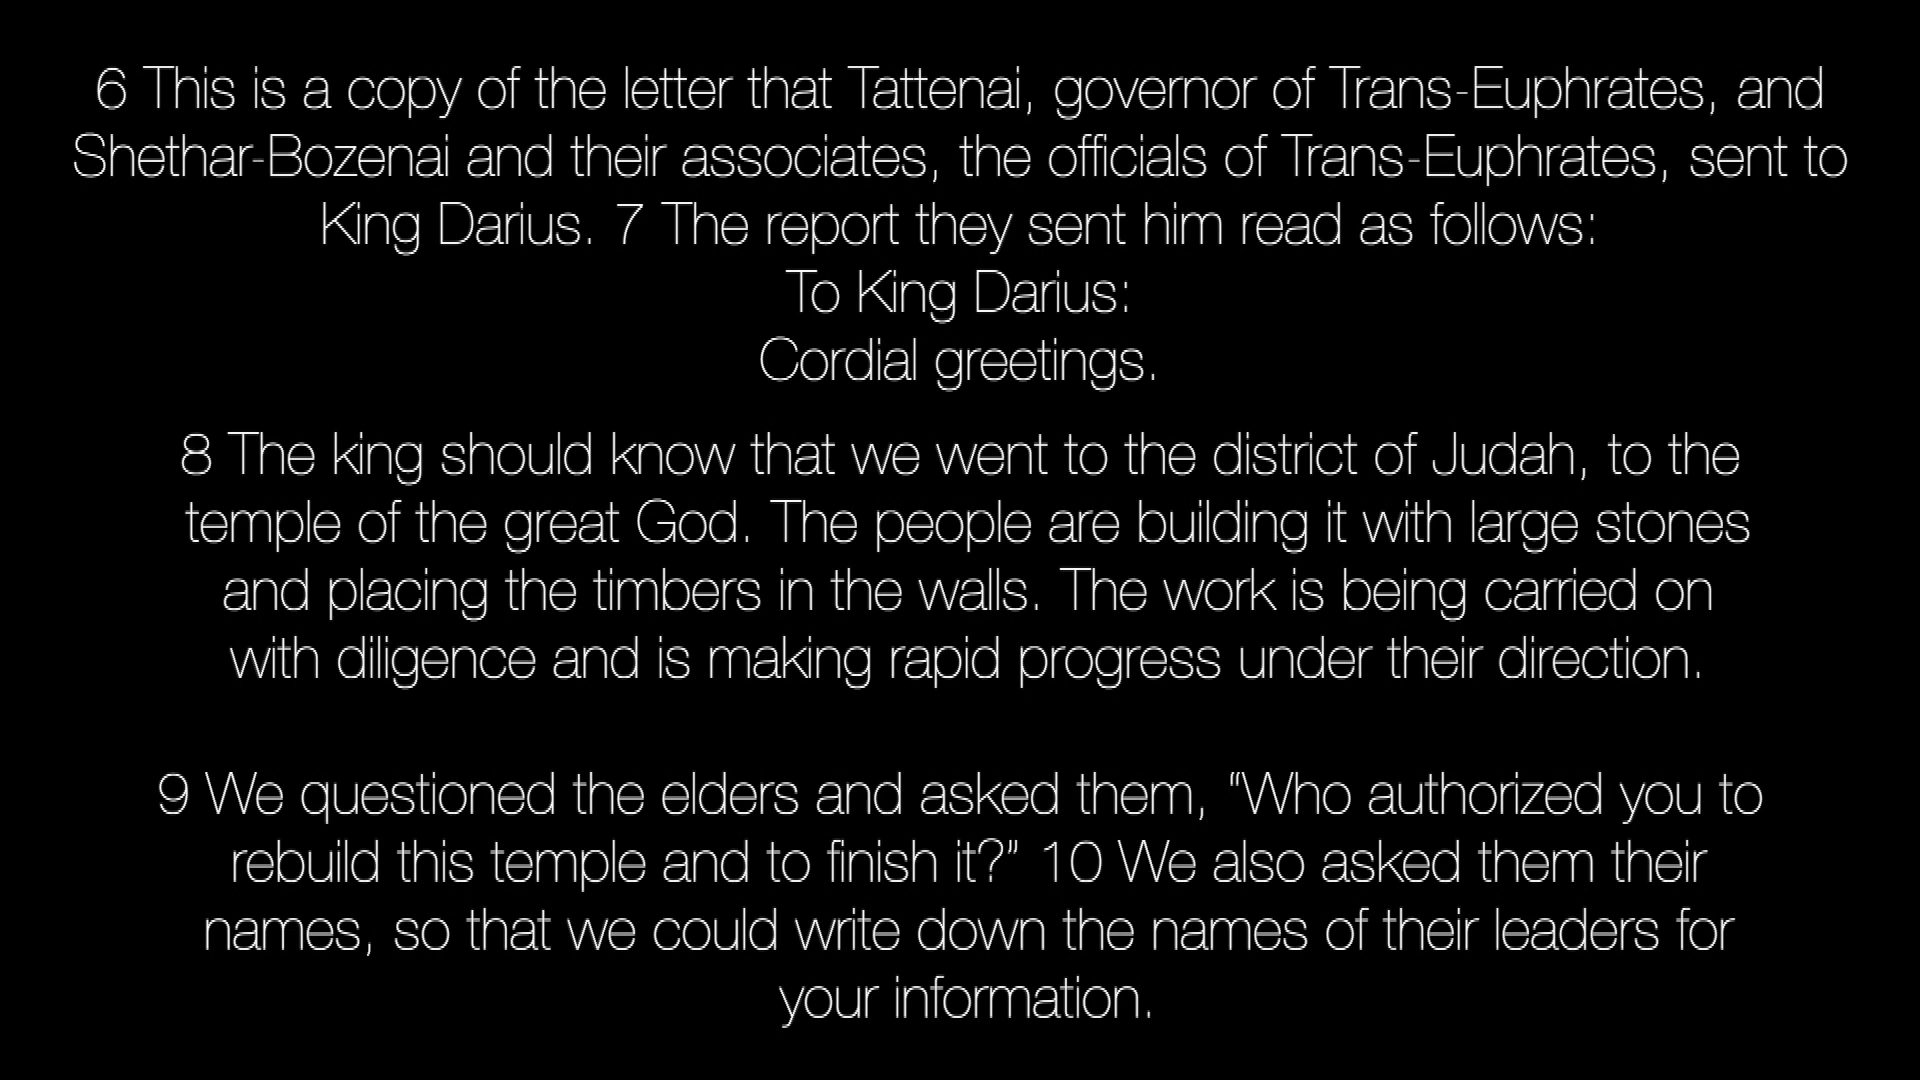 6 This is a copy of the letter that Tattenai, governor of Trans-Euphrates, and
Shethar-Bozenai and their associates, the officials of Trans-Euphrates, sent to
King Darius. 7 The report they sent him read as follows:
To King Darius:
Cordial greetings.
8 The king should know that we went to the district of Judah, to the
temple of the great God. The people are building it with large stones
and placing the timbers in the walls. The work is being carried on
with diligence and is making rapid progress under their direction.
9 We questioned the elders and asked them, “Who authorized you to
rebuild this temple and to finish it?” 10 We also asked them their
names, so that we could write down the names of their leaders for
your information.